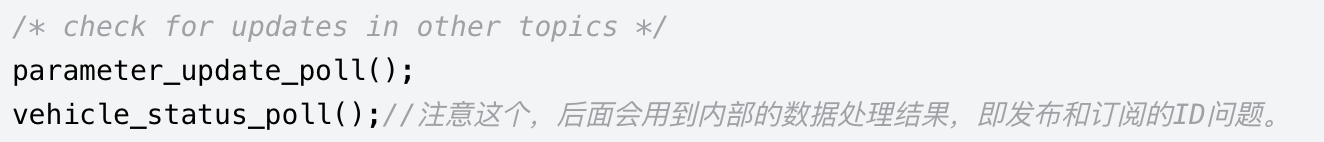 /* check for updates in other topics */
parameter_update_poll();
vehicle_status_poll();//注意这个，后面会用到内部的数据处理结果，即发布和订阅的ID问题。